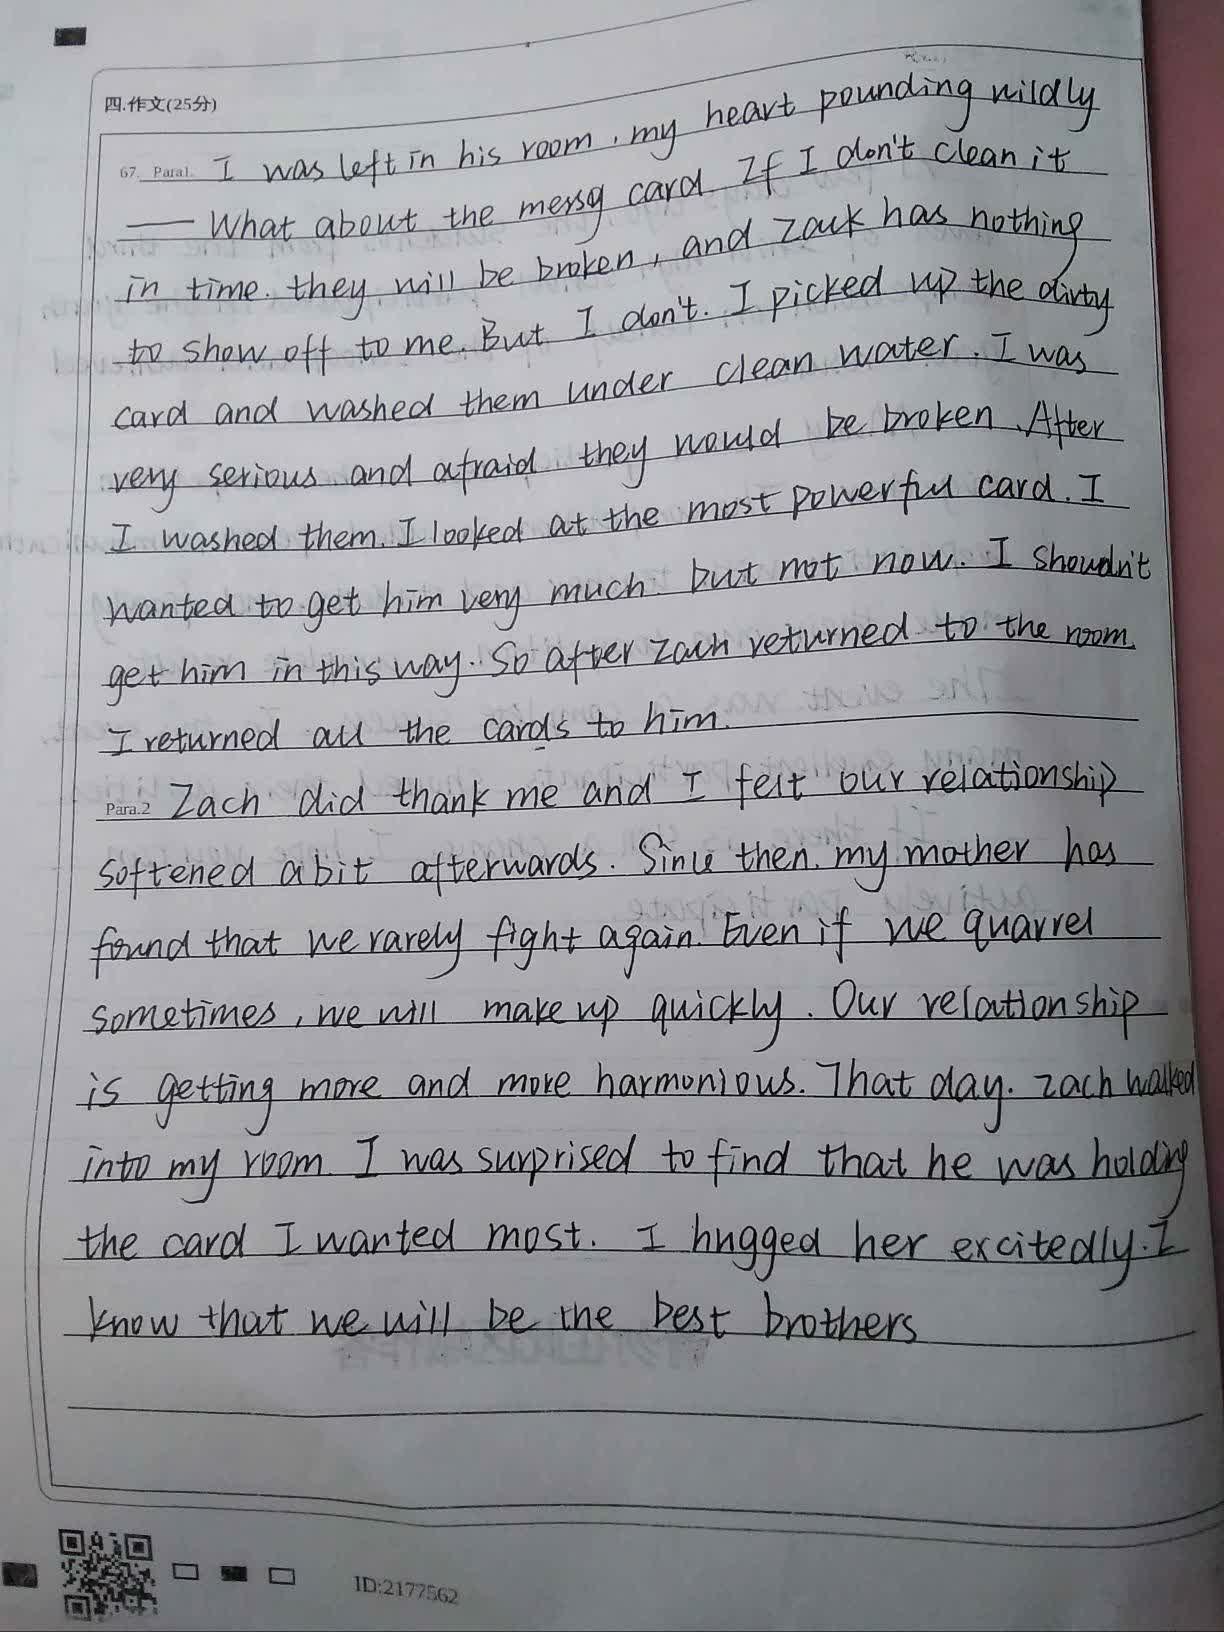 四.作文(25分)
67. Para1. I was left in his room, my heart pounding wildly
—— What about the messy card If I don't clean it
in time. they will be broken, and Zack has nothing
to show off to me. But I don't. I picked up the dirty
card and washed them under clean water. I was
very serious and afraid they would be broken. After
I washed them. I looked at the most powerful card. I
wanted to get him very much but not now. I shoudn't
get him in this way. So after Zach returned to the room.
I returned all the cards to him.
Para.2 Zach did thank me and I felt our relationship
softened a bit afterwards. Since then. my mother has
found that we rarely fight again. Even if we quarrel
sometimes, we will make up quickly. Our relationship
is getting more and more harmonious. That day. Zach walked
into my room. I was surprised to find that he was holding
the card I wanted most. I hugged her excitedly. I
know that we will be the best brothers
ID:2177562